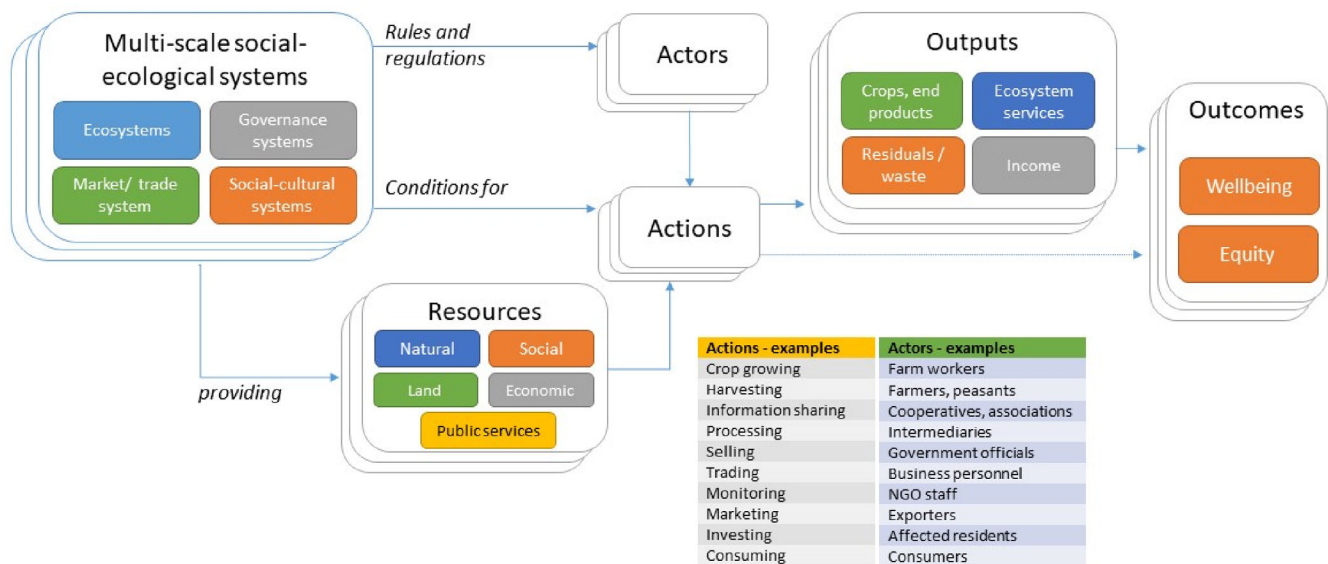 Multi-scale social-
ecological systems
Ecosystems
Governance
systems
Market/ trade
system
Social-cultural
systems
Rules and
regulations
Conditions for
providing
Actors
Actions
Resources
Natural
Social
Land
Economic
Public services
Outputs
Crops, end
products
Ecosystem
services
Residuals /
waste
Income
Outcomes
Wellbeing
Equity
Actions - examples Actors - examples
Crop growing Farm workers
Harvesting Farmers, peasants
Information sharing Cooperatives, associations
Processing Intermediaries
Selling Government officials
Trading Business personnel
Monitoring NGO staff
Marketing Exporters
Investing Affected residents
Consuming Consumers